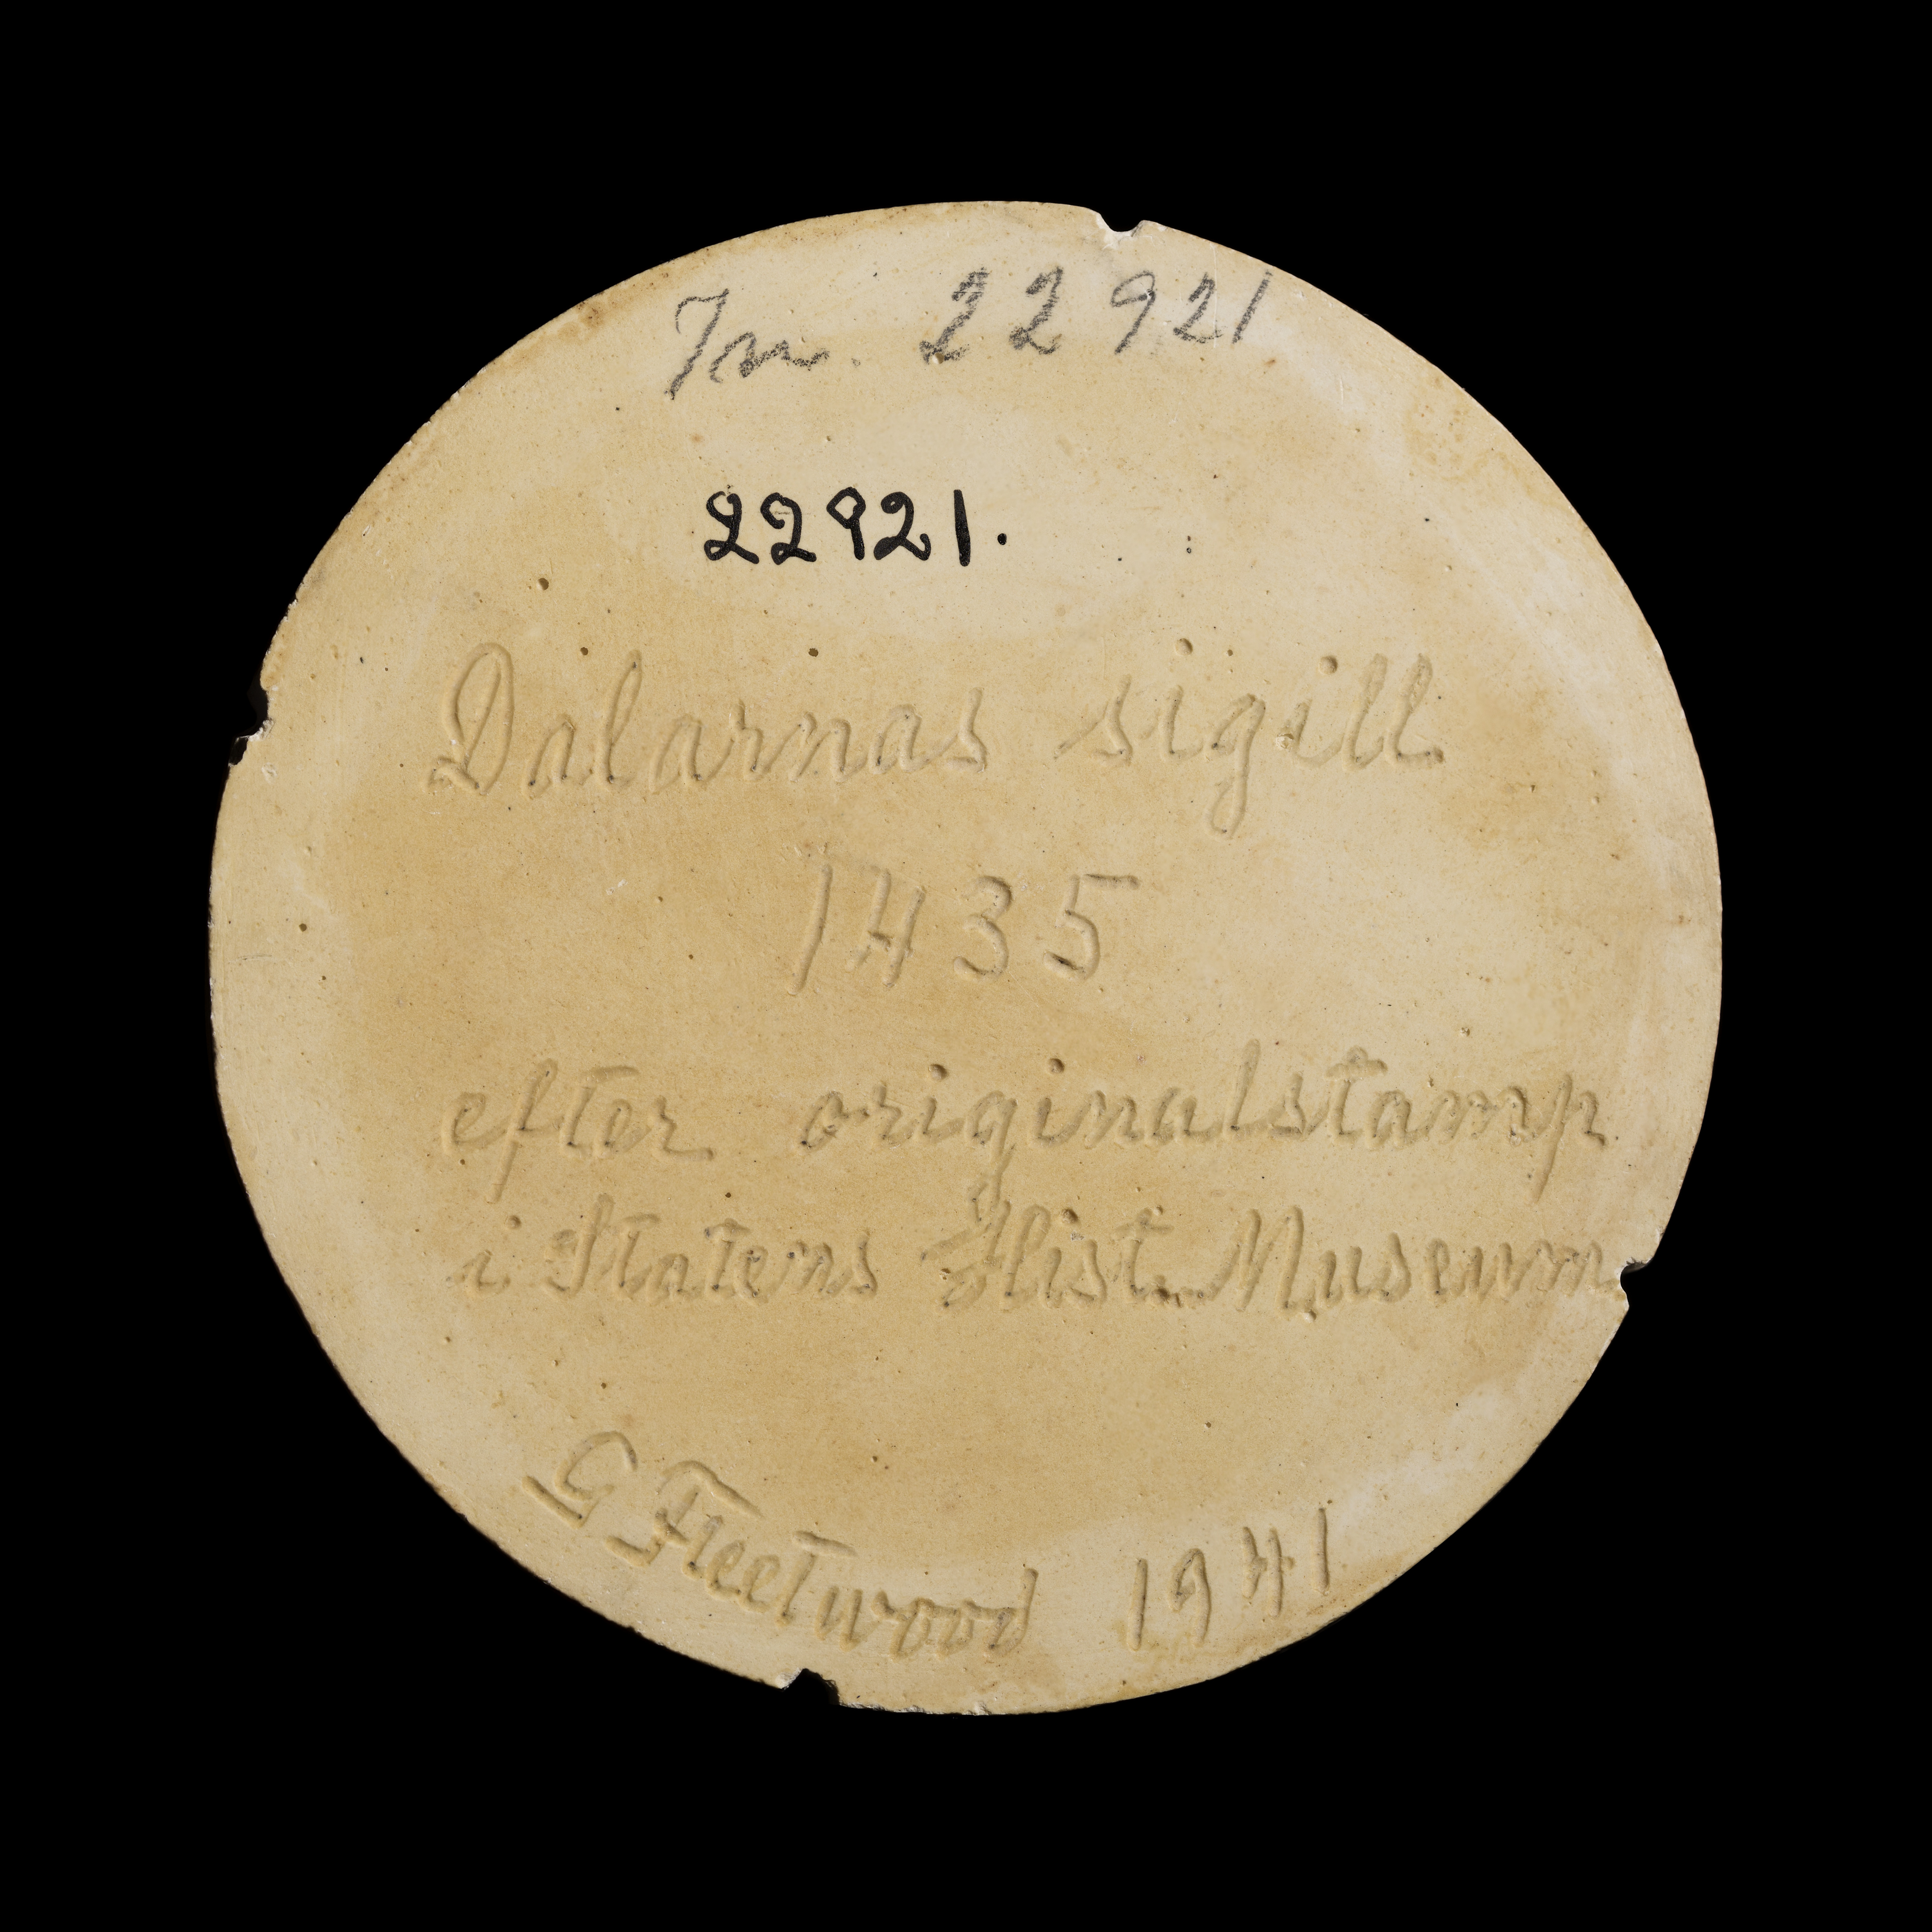 Inv. 22921
22921.
Dalarnas sigill
1435
efter originalstamp
i Statens Hist. Museum
G Fleetwood 1941